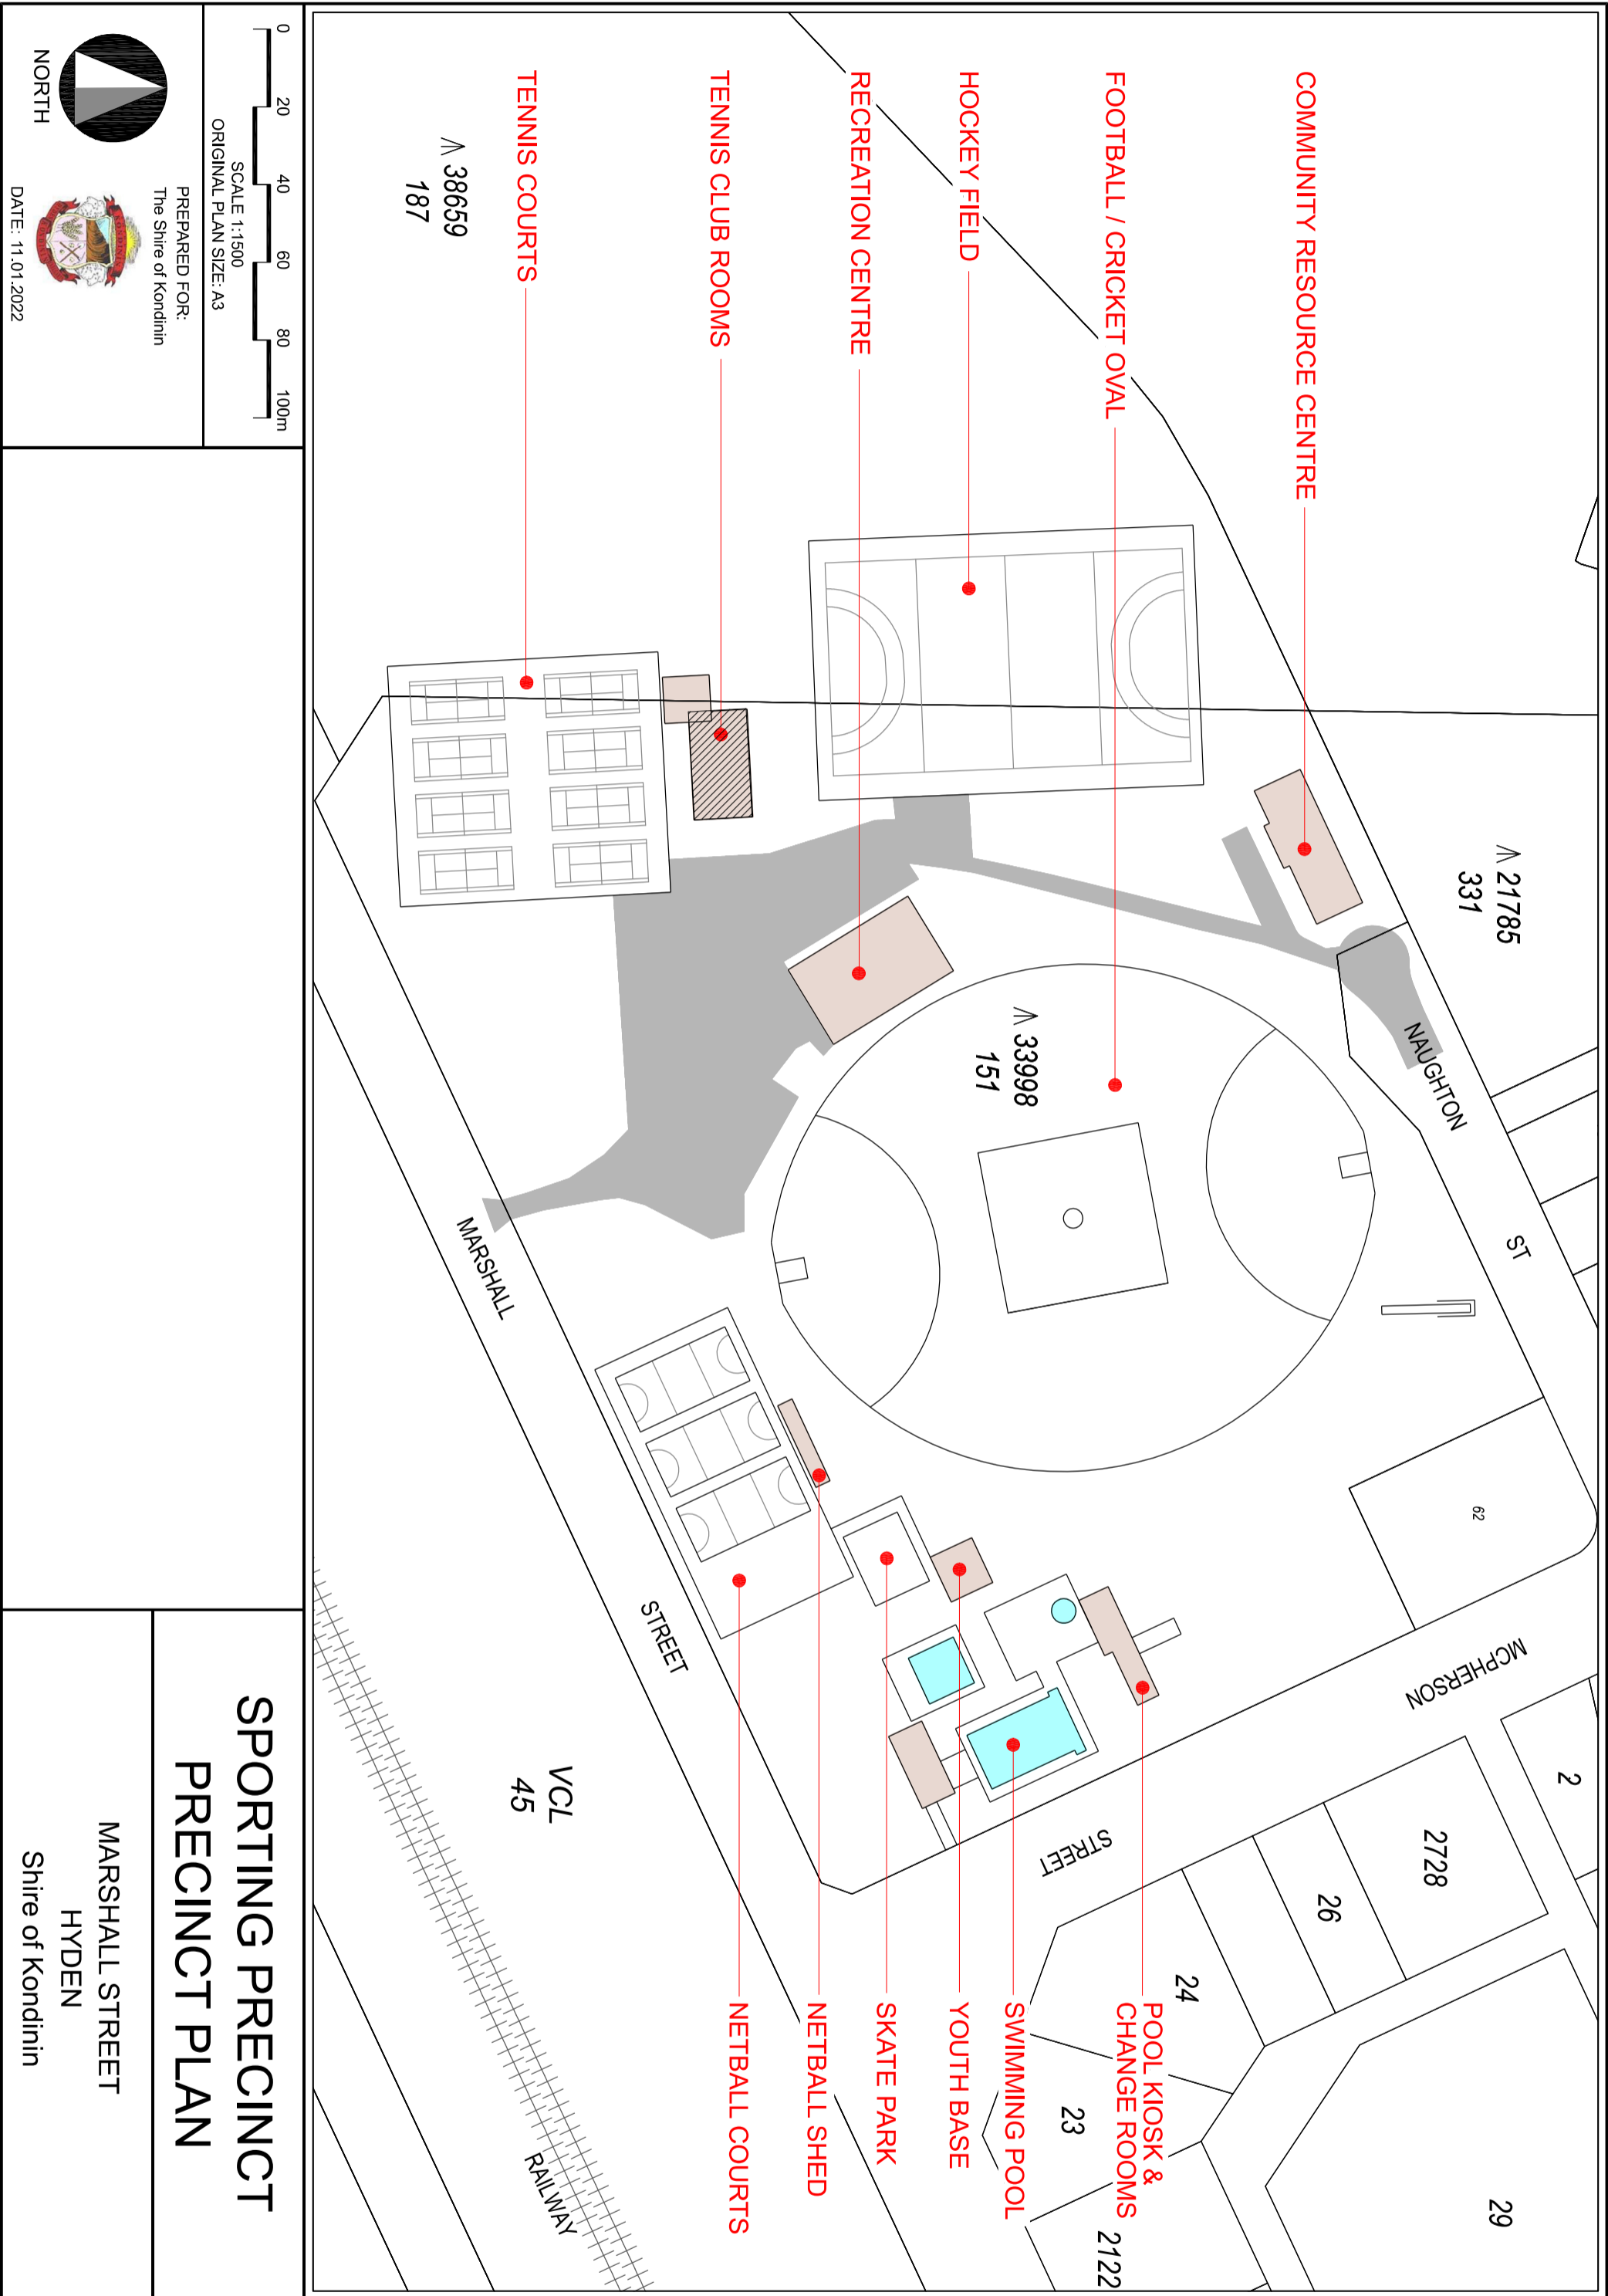 COMMUNITY RESOURCE CENTRE
FOOTBALL / CRICKET OVAL
HOCKEY FIELD
RECREATION CENTRE
TENNIS CLUB ROOMS
TENNIS COURTS
38659
187
21785
331
33998
151
NAUGHTON
ST
62
MCPHERSON
STREET
MARSHALL
STREET
2
2728
26
24
23
29
2122
VCL
45
RAILWAY
POOL KIOSK &
CHANGE ROOMS
SWIMMING POOL
YOUTH BASE
SKATE PARK
NETBALL SHED
NETBALL COURTS
0 20 40 60 80 100m
SCALE 1:1500
ORIGINAL PLAN SIZE: A3
NORTH
PREPARED FOR:
The Shire of Kondinin
DATE: 11.01.2022
SPORTING PRECINCT
PRECINCT PLAN
MARSHALL STREET
HYDEN
Shire of Kondinin